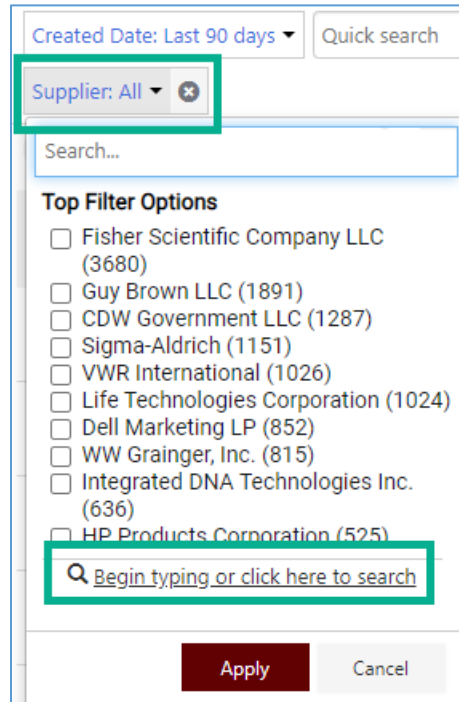 Created Date: Last 90 days
Quick search
Supplier: All
Search...
Top Filter Options
Fisher Scientific Company LLC
(3680)
Guy Brown LLC (1891)
CDW Government LLC (1287)
Sigma-Aldrich (1151)
VWR International (1026)
Life Technologies Corporation (1024)
Dell Marketing LP (852)
WW Grainger, Inc. (815)
Integrated DNA Technologies Inc.
(636)
HP Products Corporation (525)
Begin typing or click here to search
Apply
Cancel